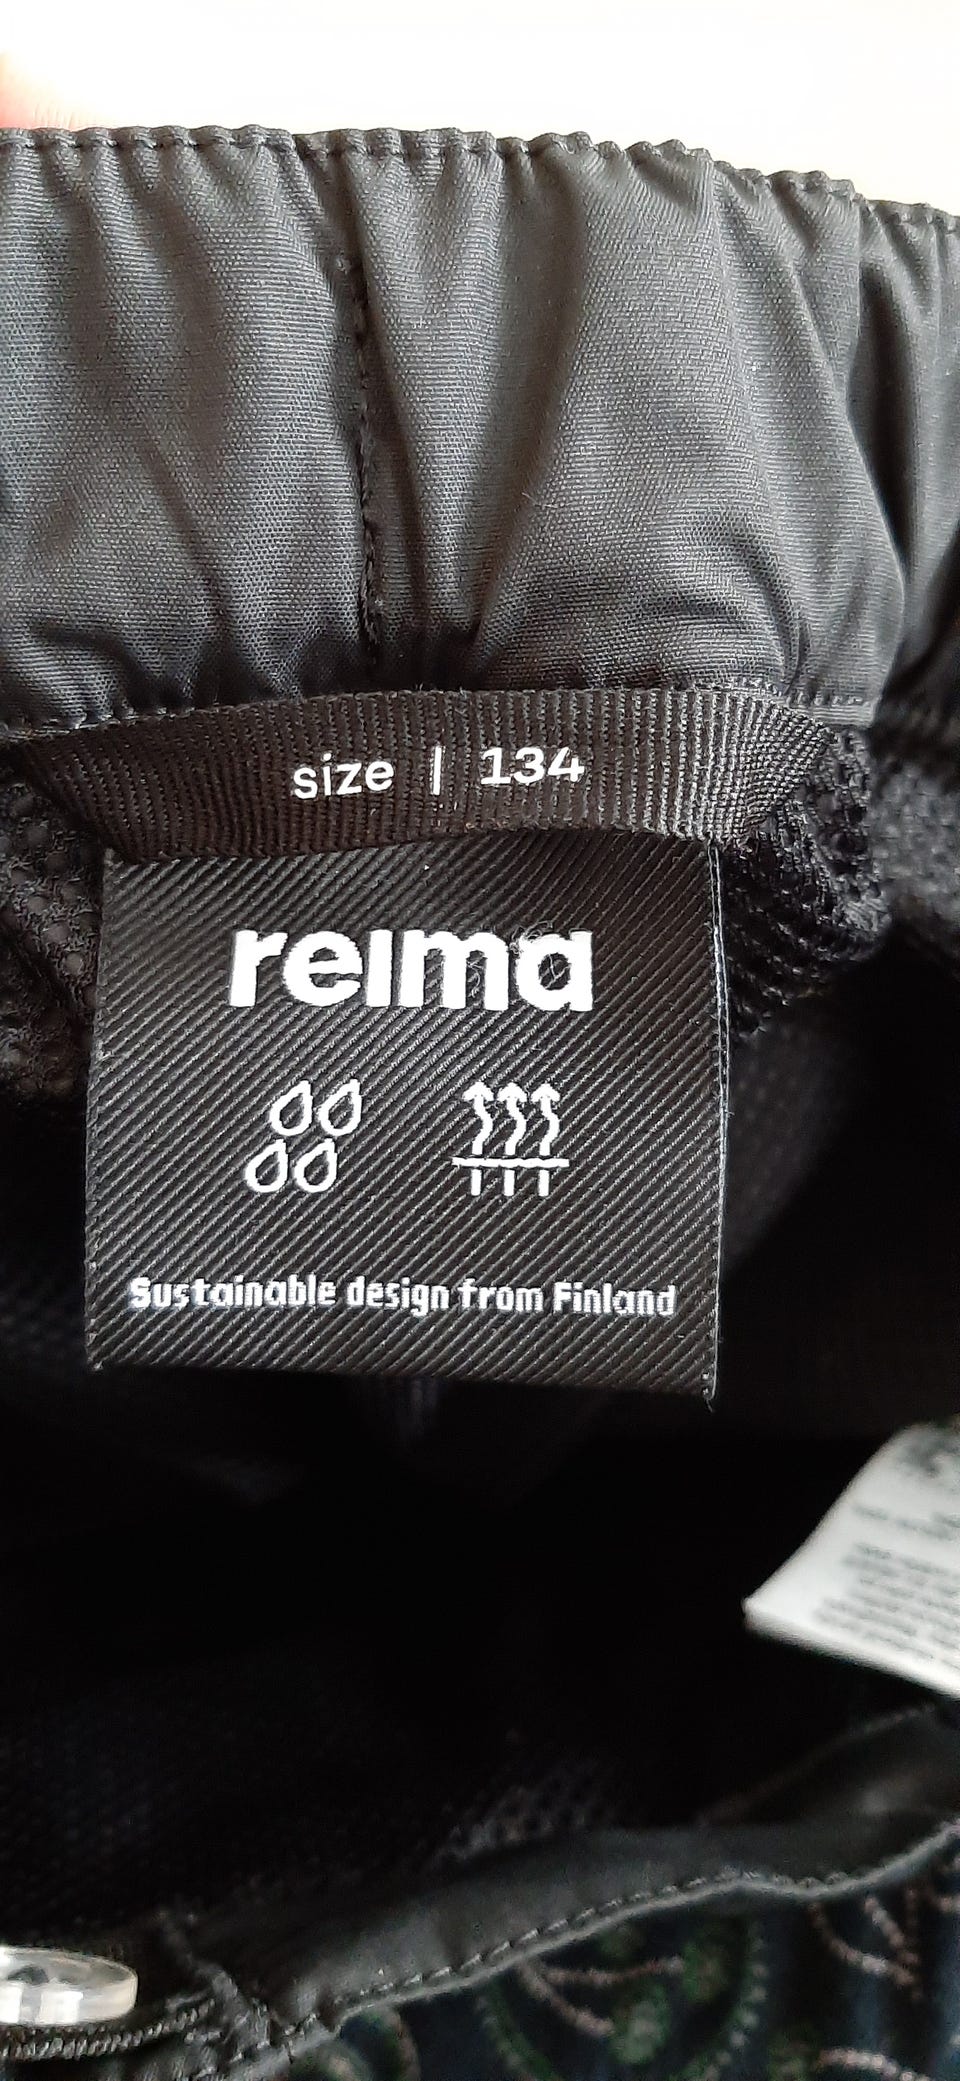 size | 134
reima
Sustainable design from Finland